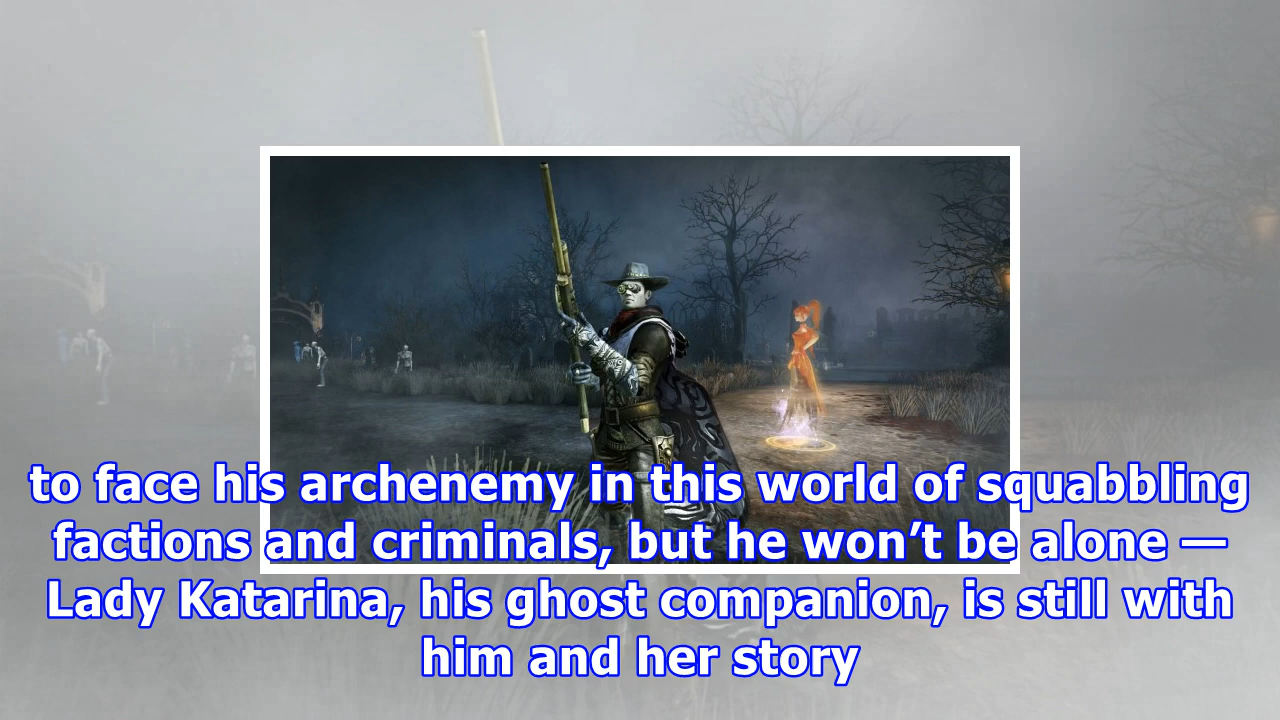 to face his archenemy in this world of squabbling
factions and criminals, but he won’t be alone —
Lady Katarina, his ghost companion, is still with
him and her story